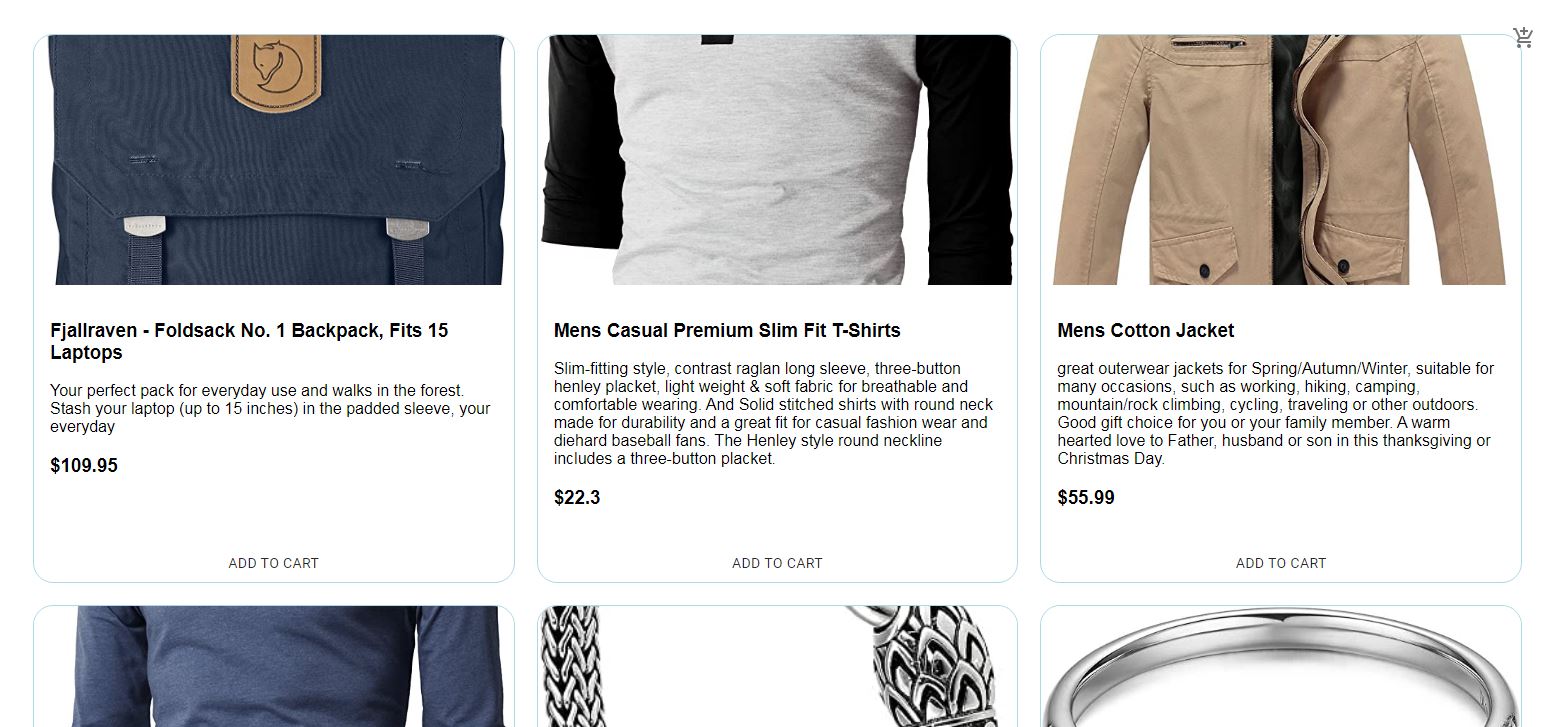 Fjallraven - Foldsack No. 1 Backpack, Fits 15
Laptops
Your perfect pack for everyday use and walks in the forest.
Stash your laptop (up to 15 inches) in the padded sleeve, your
everyday
$109.95
ADD TO CART
Mens Casual Premium Slim Fit T-Shirts
Slim-fitting style, contrast raglan long sleeve, three-button
henley placket, light weight & soft fabric for breathable and
comfortable wearing. And Solid stitched shirts with round neck
made for durability and a great fit for casual fashion wear and
diehard baseball fans. The Henley style round neckline
includes a three-button placket.
$22.3
ADD TO CART
Mens Cotton Jacket
great outerwear jackets for Spring/Autumn/Winter, suitable for
many occasions, such as working, hiking, camping,
mountain/rock climbing, cycling, traveling or other outdoors.
Good gift choice for you or your family member. A warm
hearted love to Father, husband or son in this thanksgiving or
Christmas Day.
$55.99
ADD TO CART